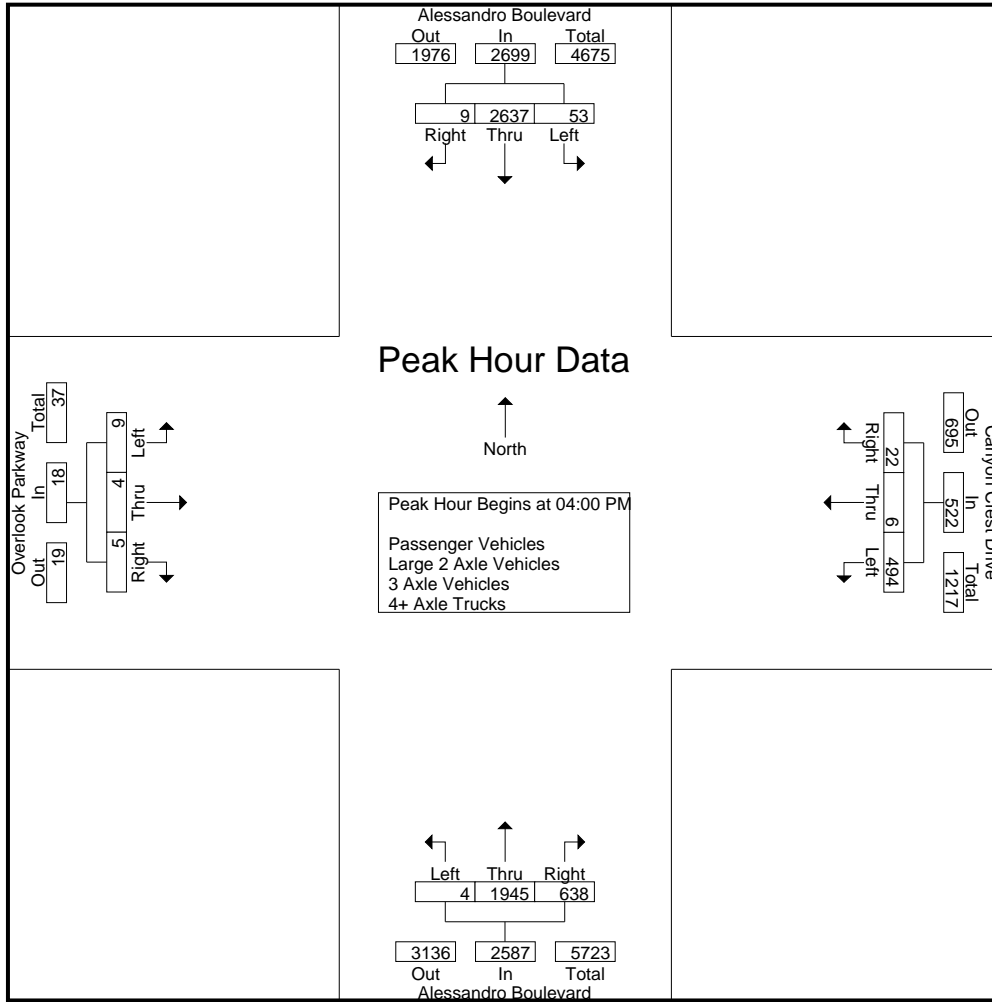 Alessandro Boulevard
Out In Total
1976 2699 4675
9 2637 53
Right Thru Left
Peak Hour Data
North
Peak Hour Begins at 04:00 PM
Passenger Vehicles
Large 2 Axle Vehicles
3 Axle Vehicles
4+ Axle Trucks
Overlook Parkway
Out In Total
19 18 37
Left Thru Right
9 4 5
Canyon Crest Drive
Out In Total
695 522 1217
22 6 494
Right Thru Left
Left Thru Right
4 1945 638
3136 2587 5723
Out In Total
Alessandro Boulevard